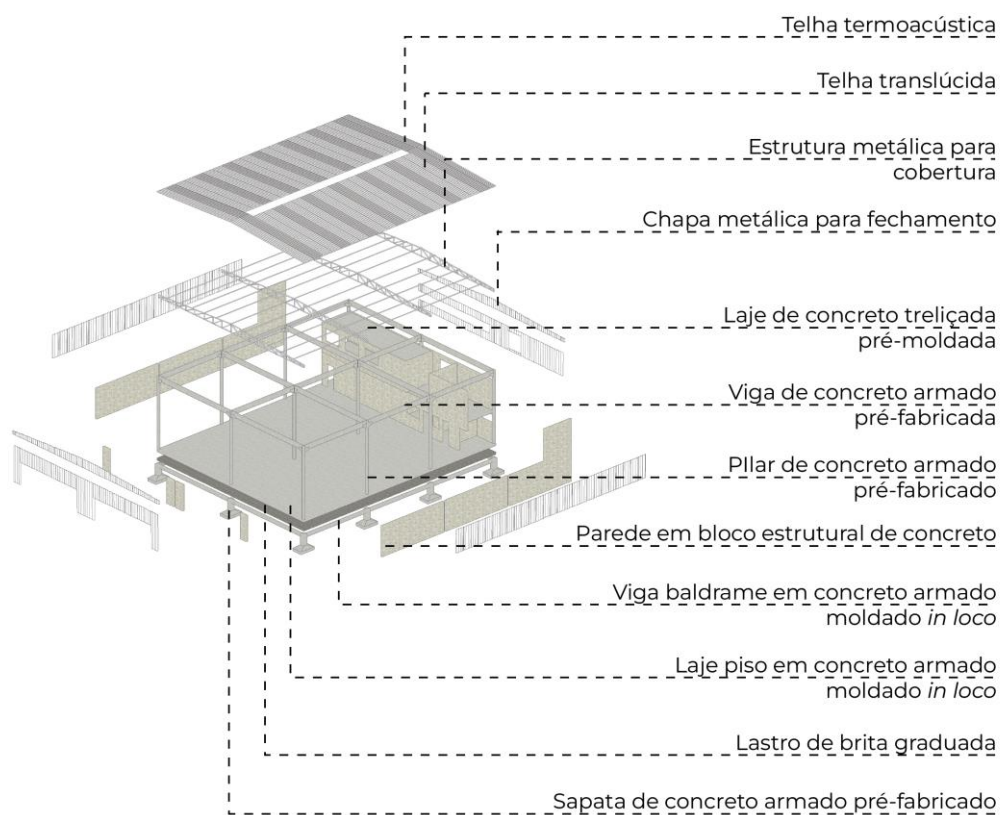 Telha termoacústica
Telha translúcida
Estrutura metálica para
cobertura
Chapa metálica para fechamento
Laje de concreto treliçada
pré-moldada
Viga de concreto armado
pré-fabricada
PIlar de concreto armado
pré-fabricado
Parede em bloco estrutural de concreto
Viga baldrame em concreto armado
moldado in loco
Laje piso em concreto armado
moldado in loco
Lastro de brita graduada
Sapata de concreto armado pré-fabricado